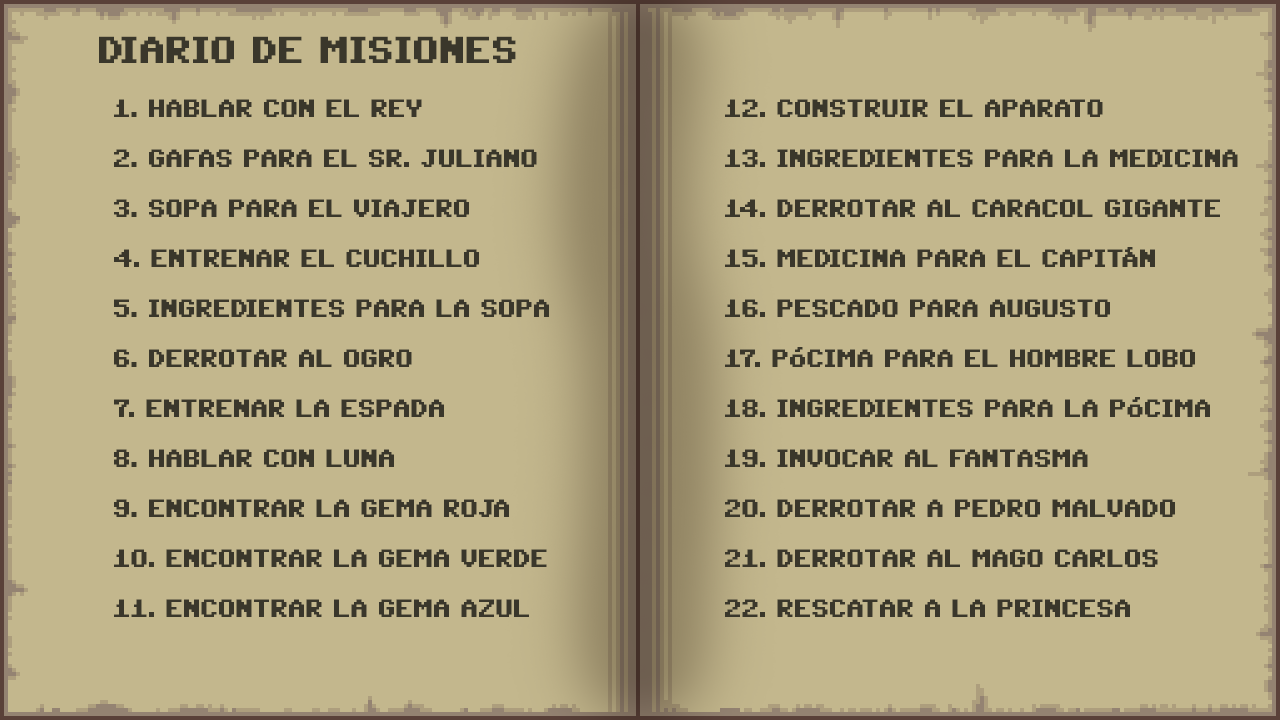 DIARIO DE MISIONES
1. HABLAR CON EL REY
2. GAFAS PARA EL SR. JULIANO
3. SOPA PARA EL VIAJERO
4. ENTRENAR EL CUCHILLO
5. INGREDIENTES PARA LA SOPA
6. DERROTAR AL OGRO
7. ENTRENAR LA ESPADA
8. HABLAR CON LUNA
9. ENCONTRAR LA GEMA ROJA
10. ENCONTRAR LA GEMA VERDE
11. ENCONTRAR LA GEMA AZUL
12. CONSTRUIR EL APARATO
13. INGREDIENTES PARA LA MEDICINA
14. DERROTAR AL CARACOL GIGANTE
15. MEDICINA PARA EL CAPITÁN
16. PESCADO PARA AUGUSTO
17. PóCIMA PARA EL HOMBRE LOBO
18. INGREDIENTES PARA LA PóCIMA
19. INVOCAR AL FANTASMA
20. DERROTAR A PEDRO MALVADO
21. DERROTAR AL MAGO CARLOS
22. RESCATAR A LA PRINCESA